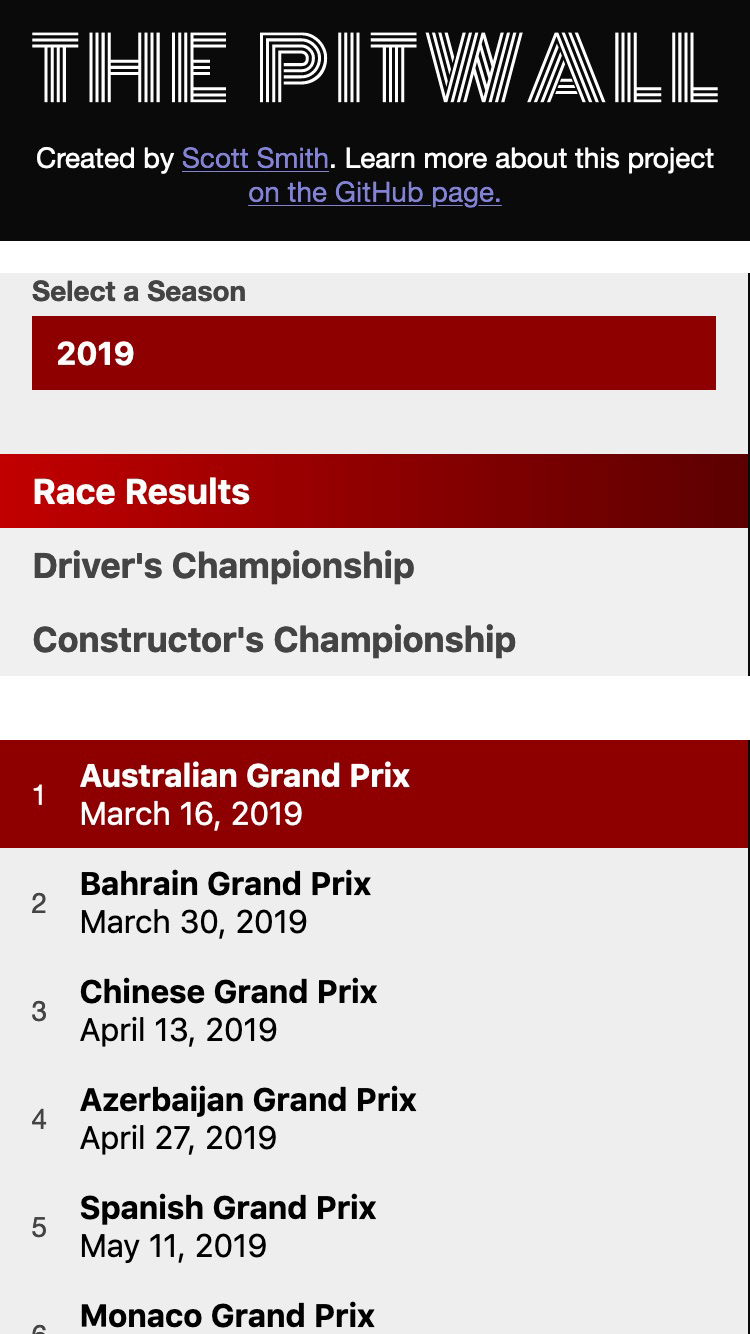 THE PITWALL
Created by Scott Smith. Learn more about this project
on the GitHub page.
Select a Season
2019
Race Results
Driver's Championship
Constructor's Championship
1
Australian Grand Prix
March 16, 2019
2
Bahrain Grand Prix
March 30, 2019
3
Chinese Grand Prix
April 13, 2019
4
Azerbaijan Grand Prix
April 27, 2019
5
Spanish Grand Prix
May 11, 2019
6
Monaco Grand Prix